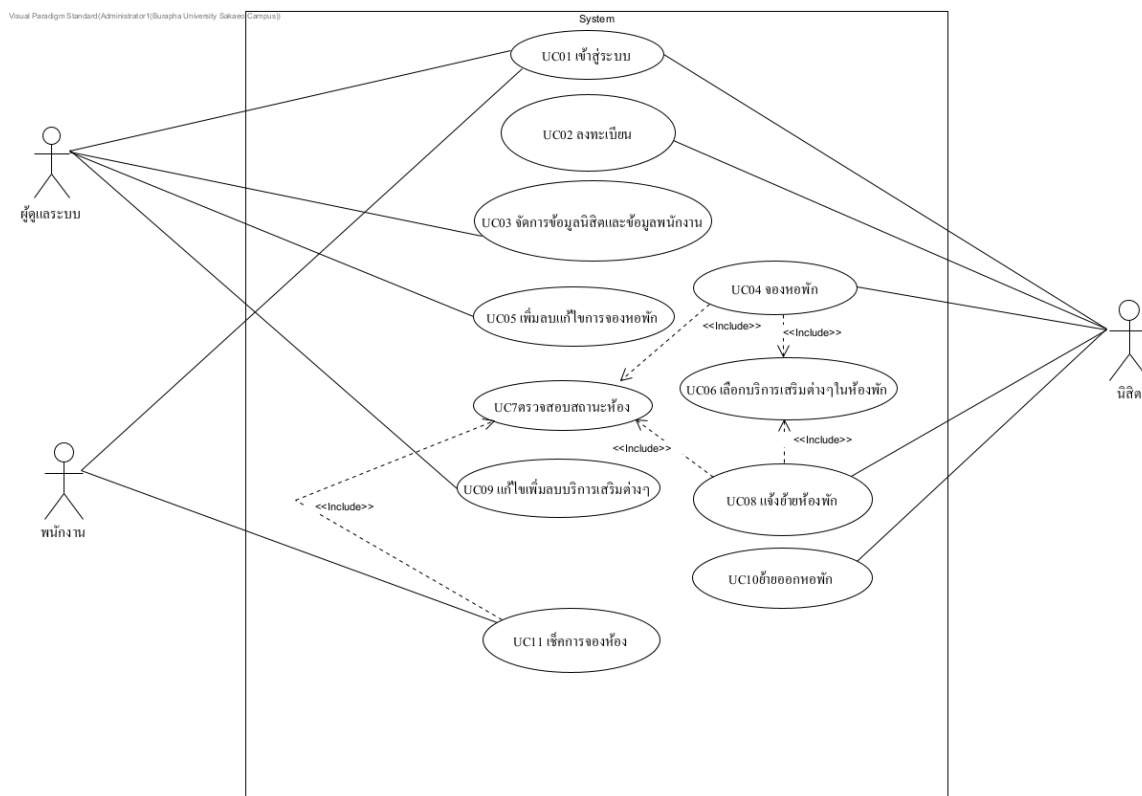 Visual Paradigm Standard(Administrator1(Burapha University Sakaeo Campus))
System
UC01 เข้าสู่ระบบ
UC02 ลงทะเบียน
ผู้ดูแลระบบ
UC03 จัดการข้อมูลนิสิตและข้อมูลพนักงาน
UC04 จองหอพัก
UC05 เพิ่มลบแก้ไขการจองหอพัก
<<Include>>
<<Include>>
UC06 เลือกบริการเสริมต่างๆในห้องพัก
นิสิต
UC7ตรวจสอบสถานะห้อง
<<Include>>
<<Include>>
UC09 แก้ไขเพิ่มลบบริการเสริมต่างๆ
UC08 แจ้งย้ายห้องพัก
<<Include>>
พนักงาน
UC10ย้ายออกหอพัก
UC11 เช็คการจองห้อง